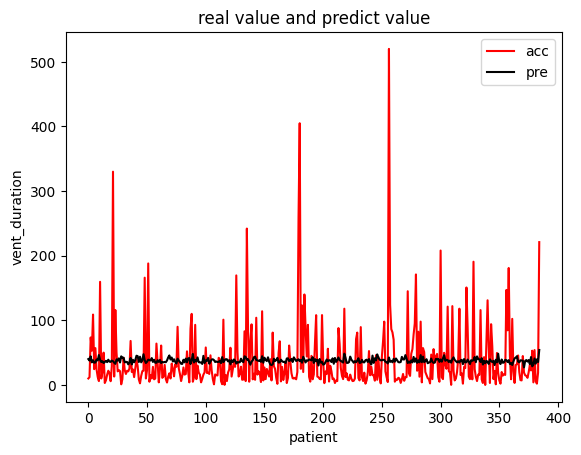 real value and predict value
acc
pre
500
400
300
200
100
0
vent_duration
0 50 100 150 200 250 300 350 400
patient